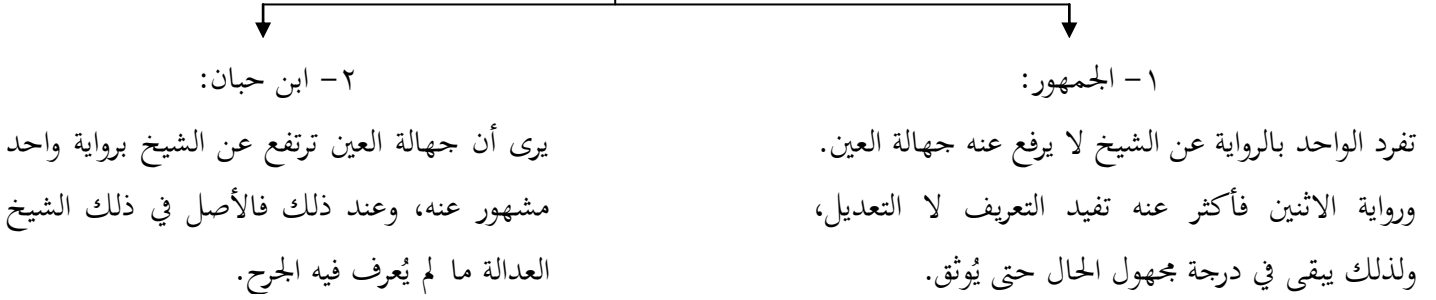 ١– الجمهور:
تفرد الواحد بالرواية عن الشيخ لا يرفع عنه جهالة العين.
ورواية الاثنين فأكثر عنه تفيد التعريف لا التعديل،
ولذلك يبقى في درجة مجهول الحال حتى يُوثق.
٢– ابن حبان:
يرى أن جهالة العين ترتفع عن الشيخ برواية واحد
مشهور عنه، وعند ذلك فالأصل في ذلك الشيخ
العدالة ما لم يُعرف فيه الجرح.